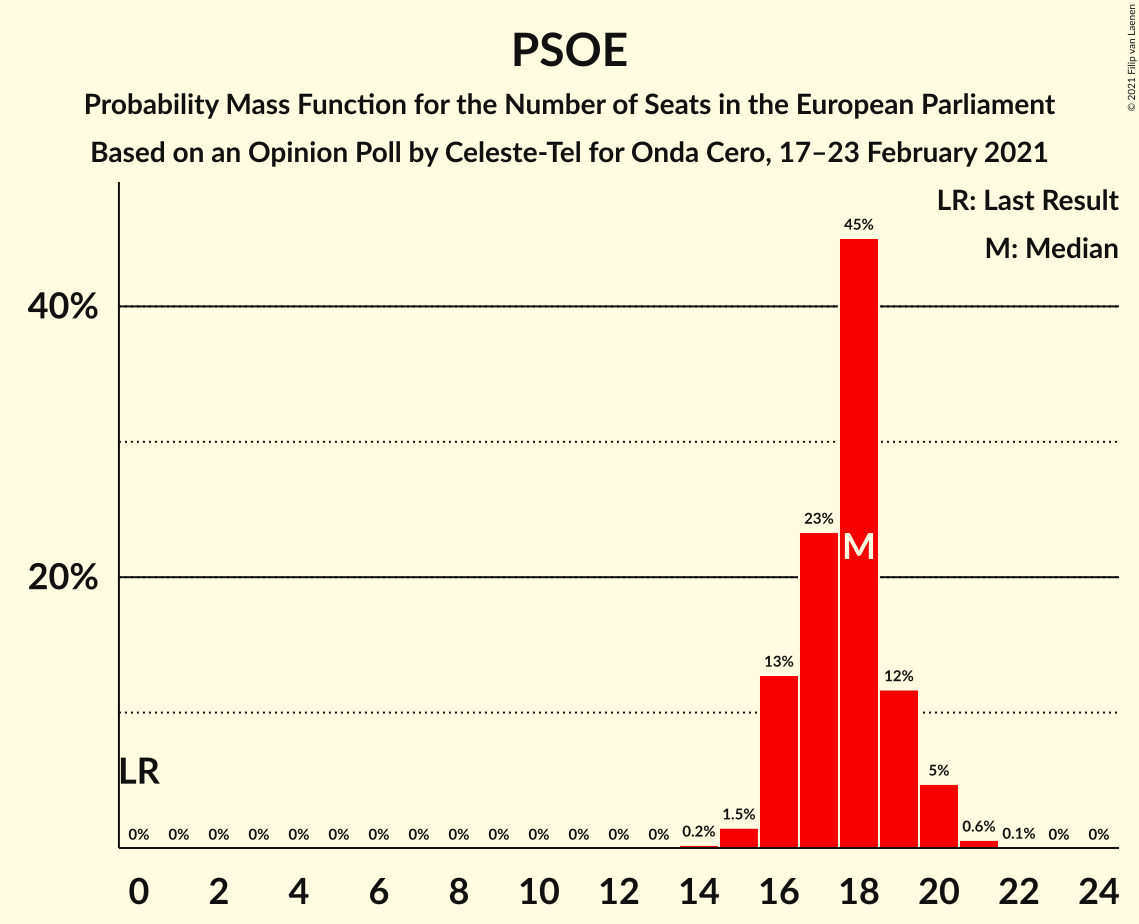 PSOE
Probability Mass Function for the Number of Seats in the European Parliament
Based on an Opinion Poll by Celeste-Tel for Onda Cero, 17–23 February 2021
© 2021 Filip van Laenen
LR: Last Result
M: Median
45%
40%
23%
M
20%
13%
12%
LR
5%
0% 0% 0% 0% 0% 0% 0% 0% 0% 0% 0% 0% 0% 0% 0.2% 1.5% 0.6% 0.1% 0% 0%
0 2 4 6 8 10 12 14 16 18 20 22 24